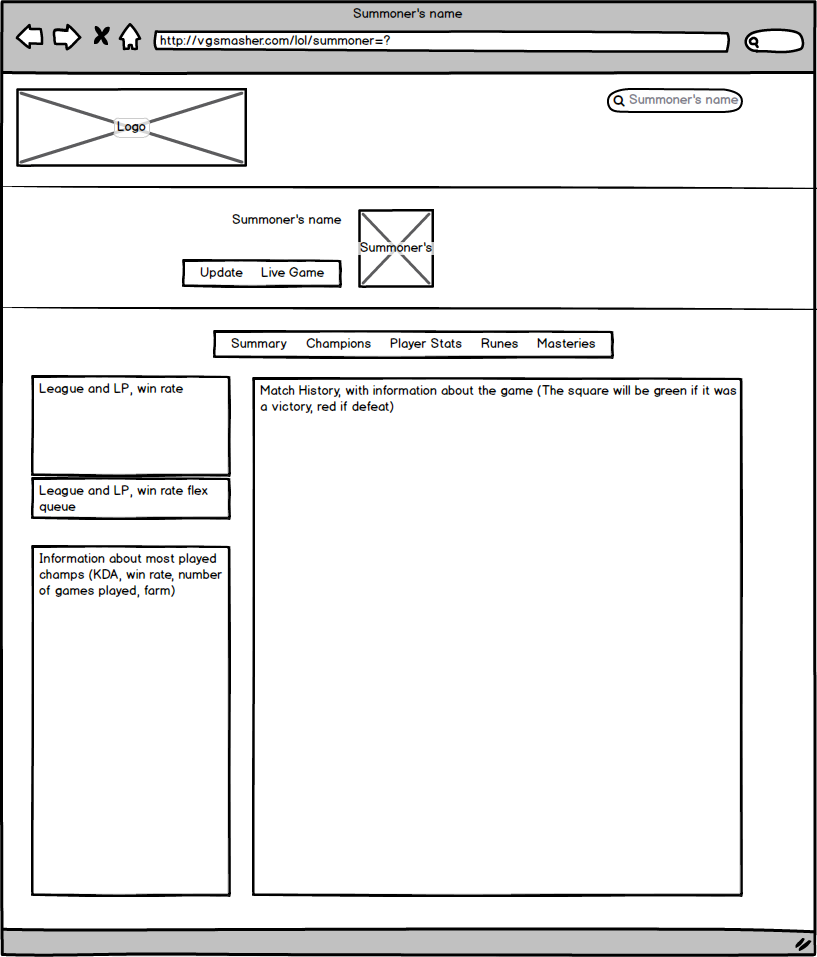 Summoner's name
http://vgsmasher.com/lol/summoner=?
Logo
Summoner's name
Summoner's name
Summoner's
Update Live Game
Summary Champions Player Stats Runes Masteries
League and LP, win rate
League and LP, win rate flex
queue
Information about most played
champs (KDA, win rate, number
of games played, farm)
Match History, with information about the game (The square will be green if it was
a victory, red if defeat)